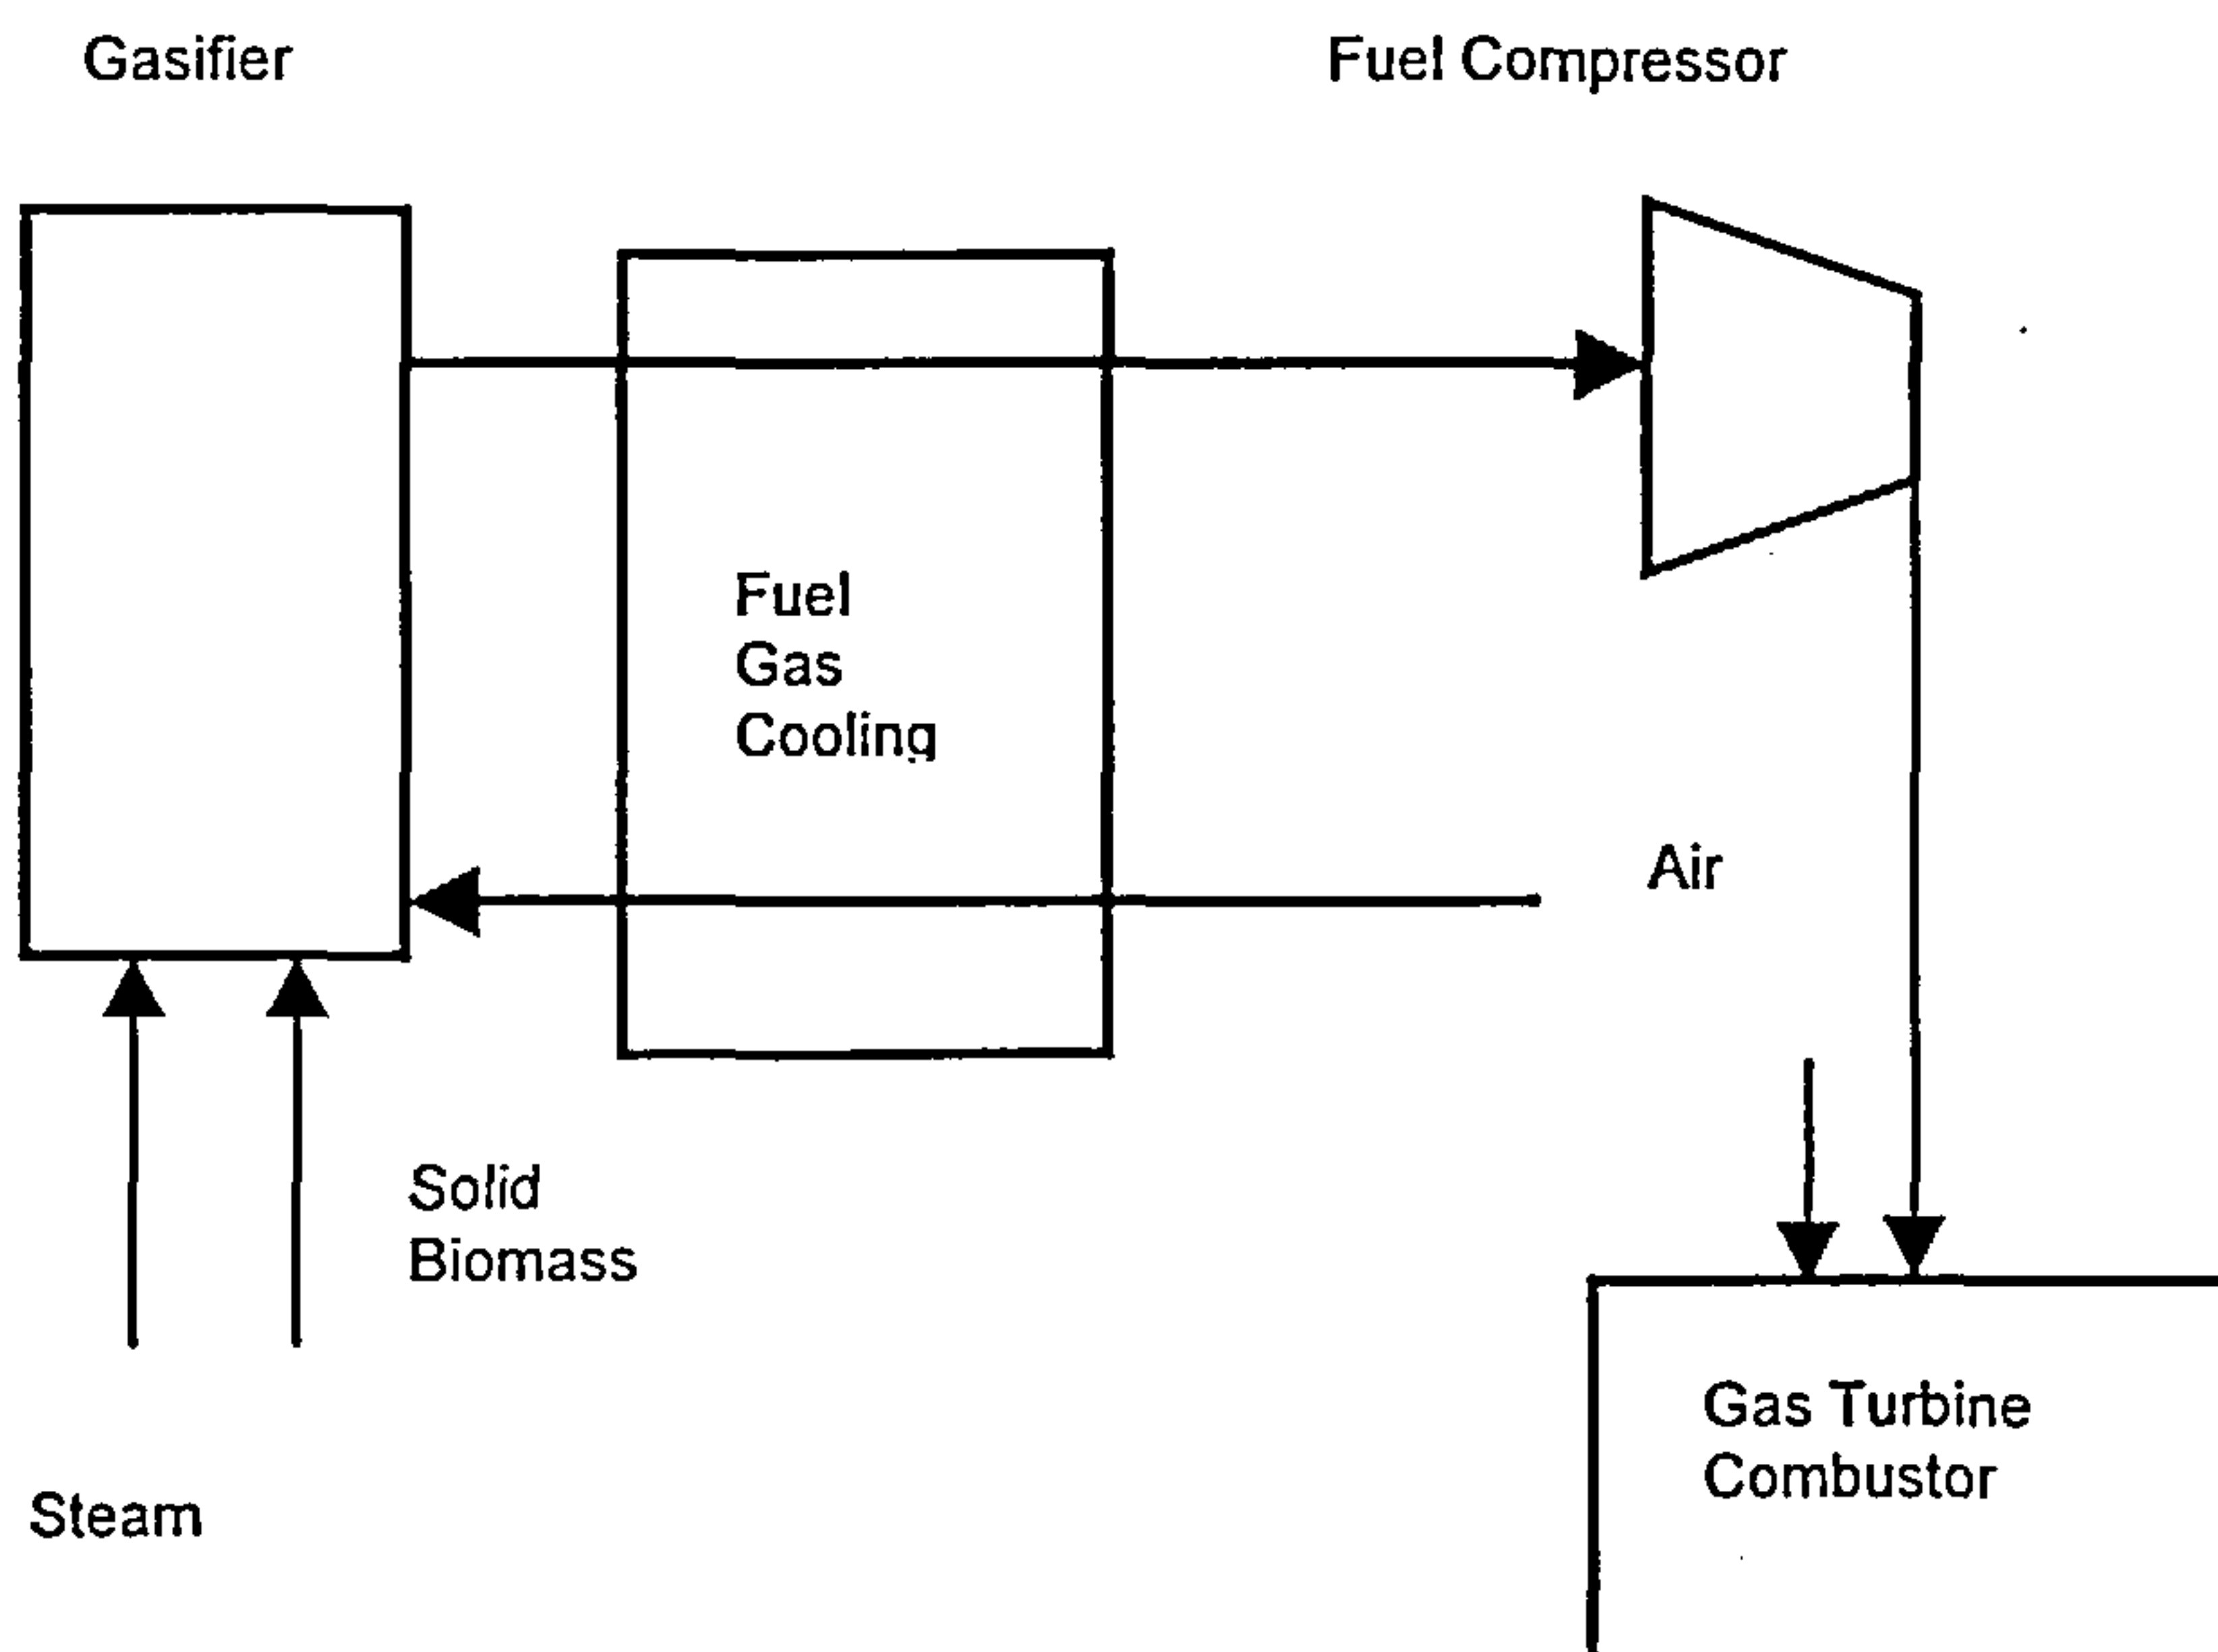 Gasifier
Fuel Compressor
Fuel
Gas
Cooling
Air
Solid
Biomass
Gas Turbine
Combustor
Steam